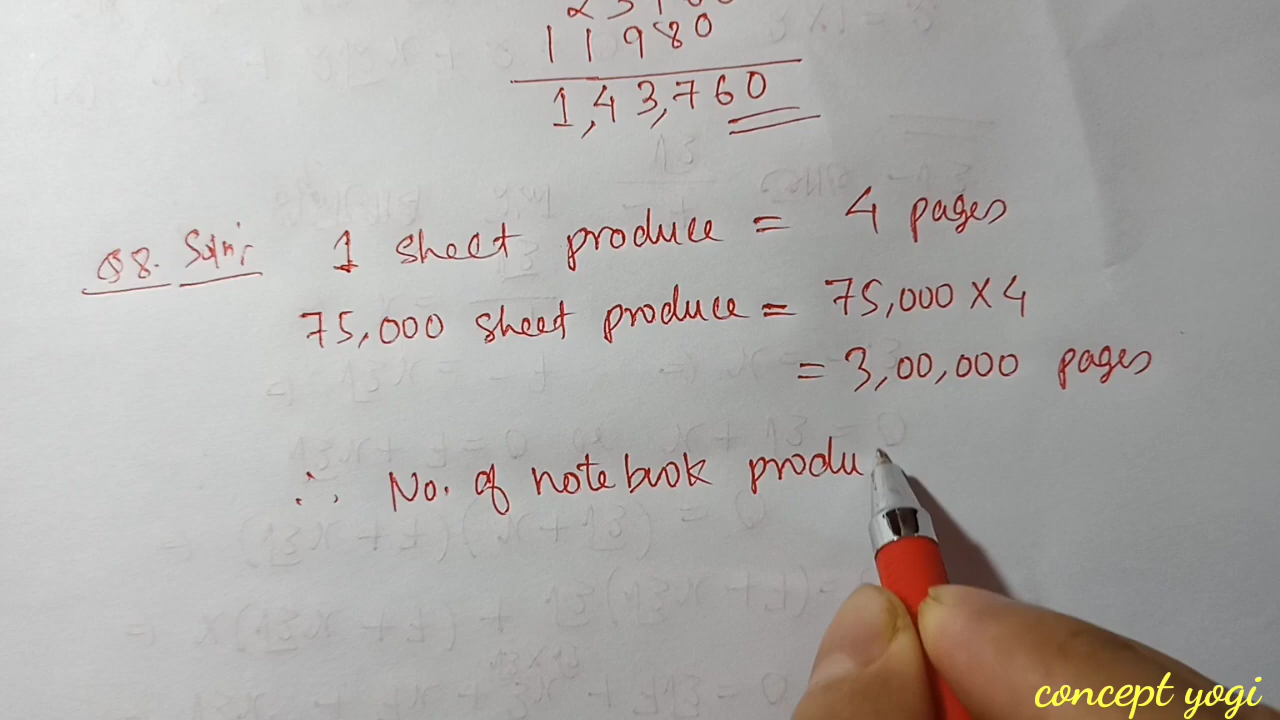 11980
1,43,760
Q8. Soln: 1 sheet produce = 4 pages
75,000 sheet produce = 75,000 X 4
= 3,00,000 pages
∴ No. of notebook produ
concept yogi